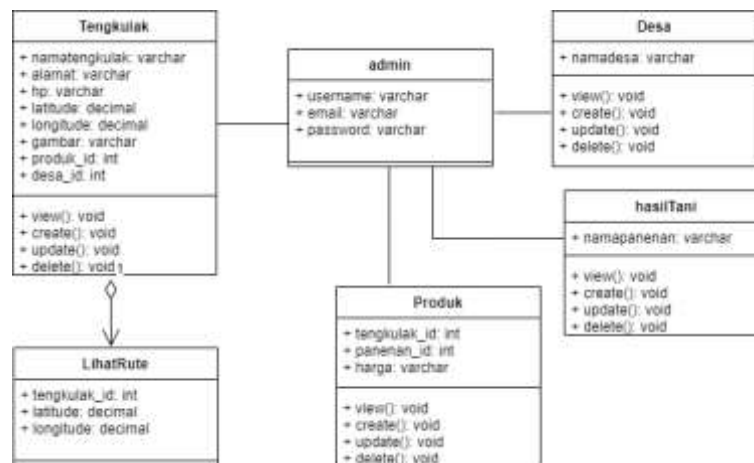 Tengkulak
+ namatengkulak: varchar
+ alamat: varchar
+ hp: varchar
+ latitude: decimal
+ longitude: decimal
+ gambar: varchar
+ produk_id: int
+ desa_id: int
+ view(): void
+ create(): void
+ update(): void
+ delete(): void
1
admin
+ username: varchar
+ email: varchar
+ password: varchar
Desa
+ namadesa: varchar
+ view(): void
+ create(): void
+ update(): void
+ delete(): void
hasilTani
+ namapanenan: varchar
+ view(): void
+ create(): void
+ update(): void
+ delete(): void
Produk
+ tengkulak_id: int
+ panenan_id: int
+ harga: varchar
+ view(): void
+ create(): void
+ update(): void
+ delete(): void
LihatRute
+ tengkulak_id: int
+ latitude: decimal
+ longitude: decimal